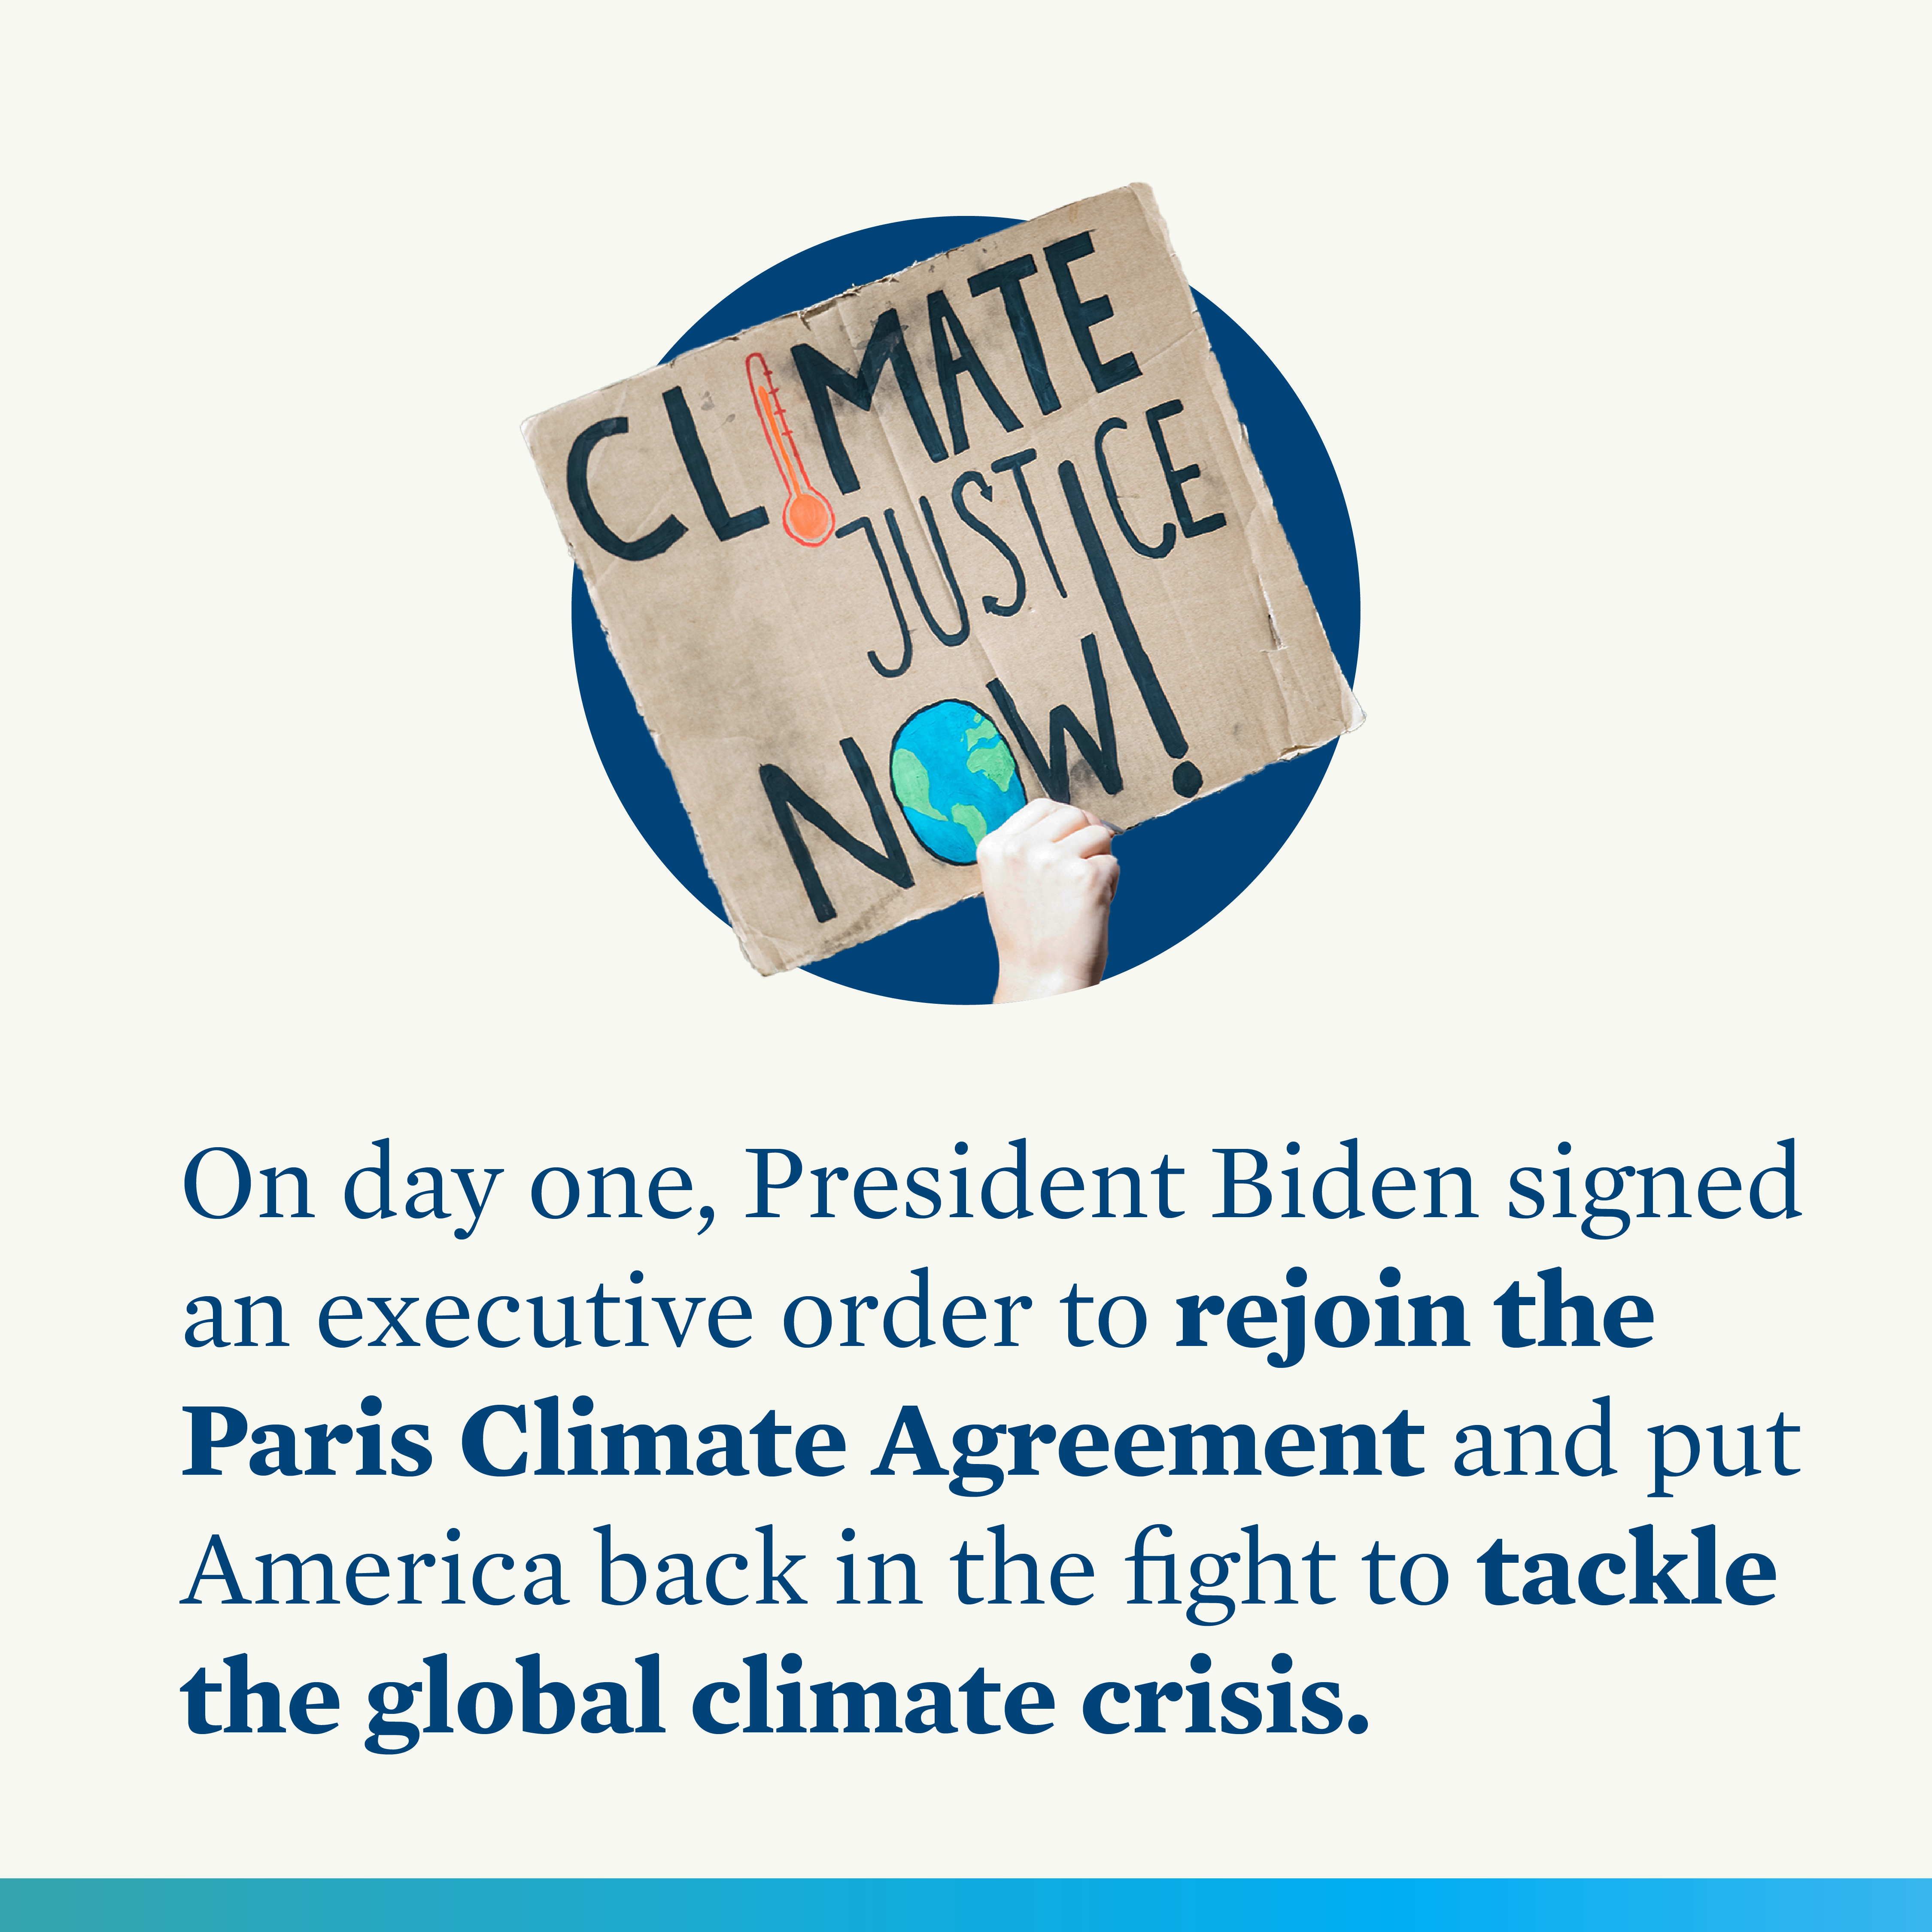 CLIMATE
JUSTICE
NOW!
On day one, President Biden signed
an executive order to rejoin the
Paris Climate Agreement and put
America back in the fight to tackle
the global climate crisis.